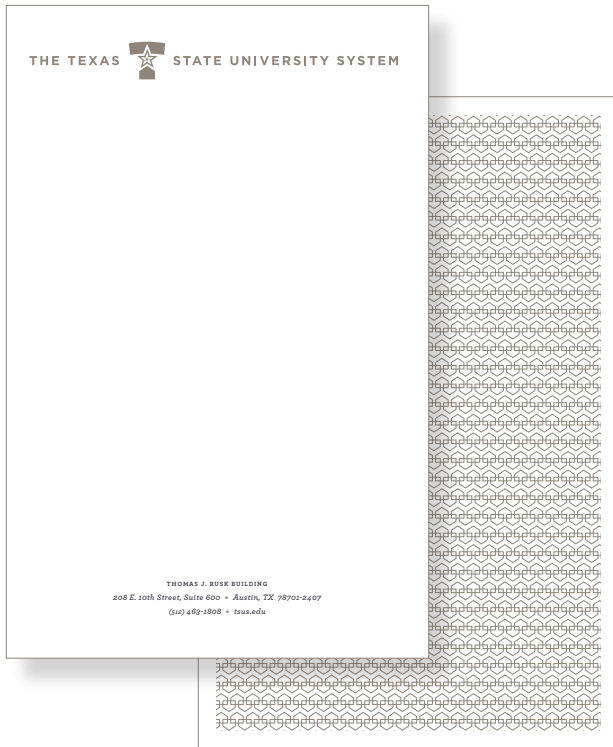 THE TEXAS STATE UNIVERSITY SYSTEM
THOMAS J. RUSK BUILDING
208 E. 10th Street, Suite 600 ★ Austin, TX 78701-2407
(512) 463-1808 ★ tsus.edu